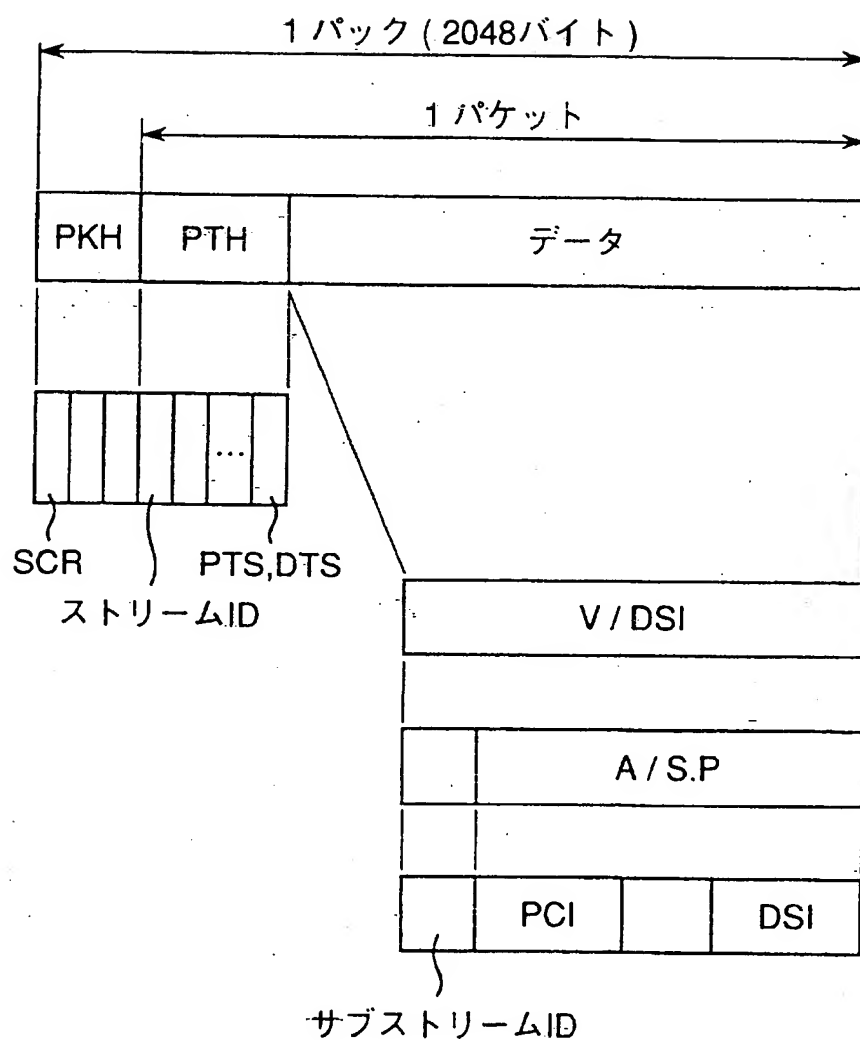 1 パック ( 2048バイト )
1 パケット
PKH PTH データ
...
SCR PTS,DTS
ストリームID
V / DSI
A / S.P
PCI DSI
サブストリームID